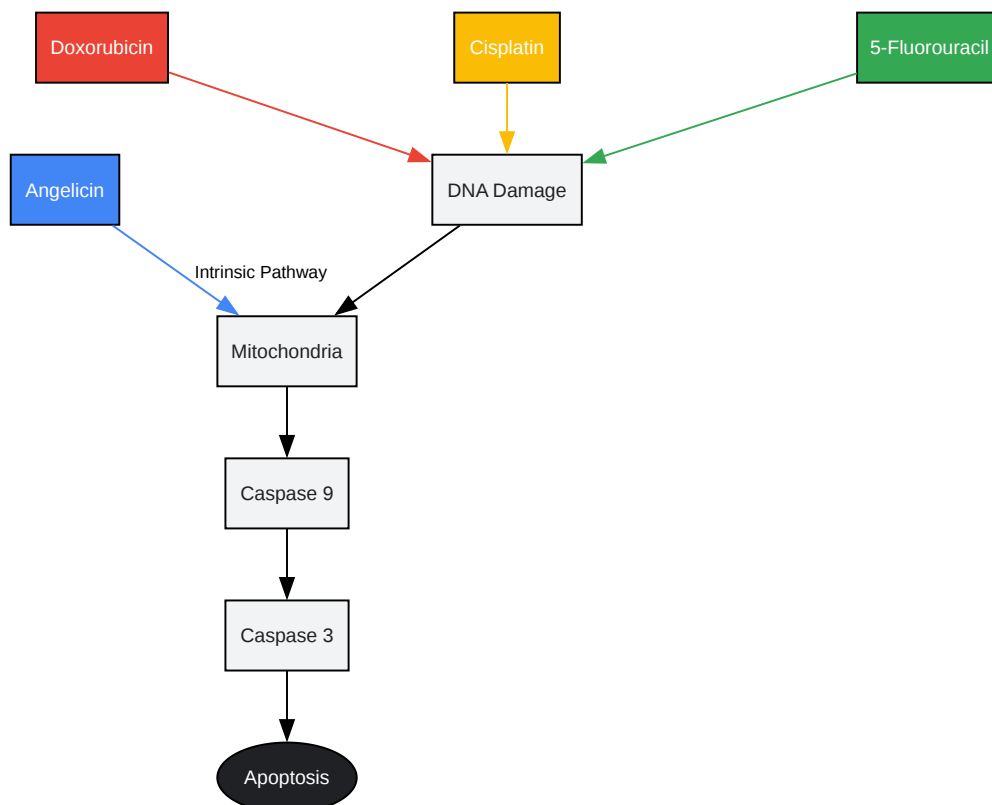 Doxorubicin
Cisplatin
5-Fluorouracil
Angelicin
DNA Damage
Intrinsic Pathway
Mitochondria
Caspase 9
Caspase 3
Apoptosis